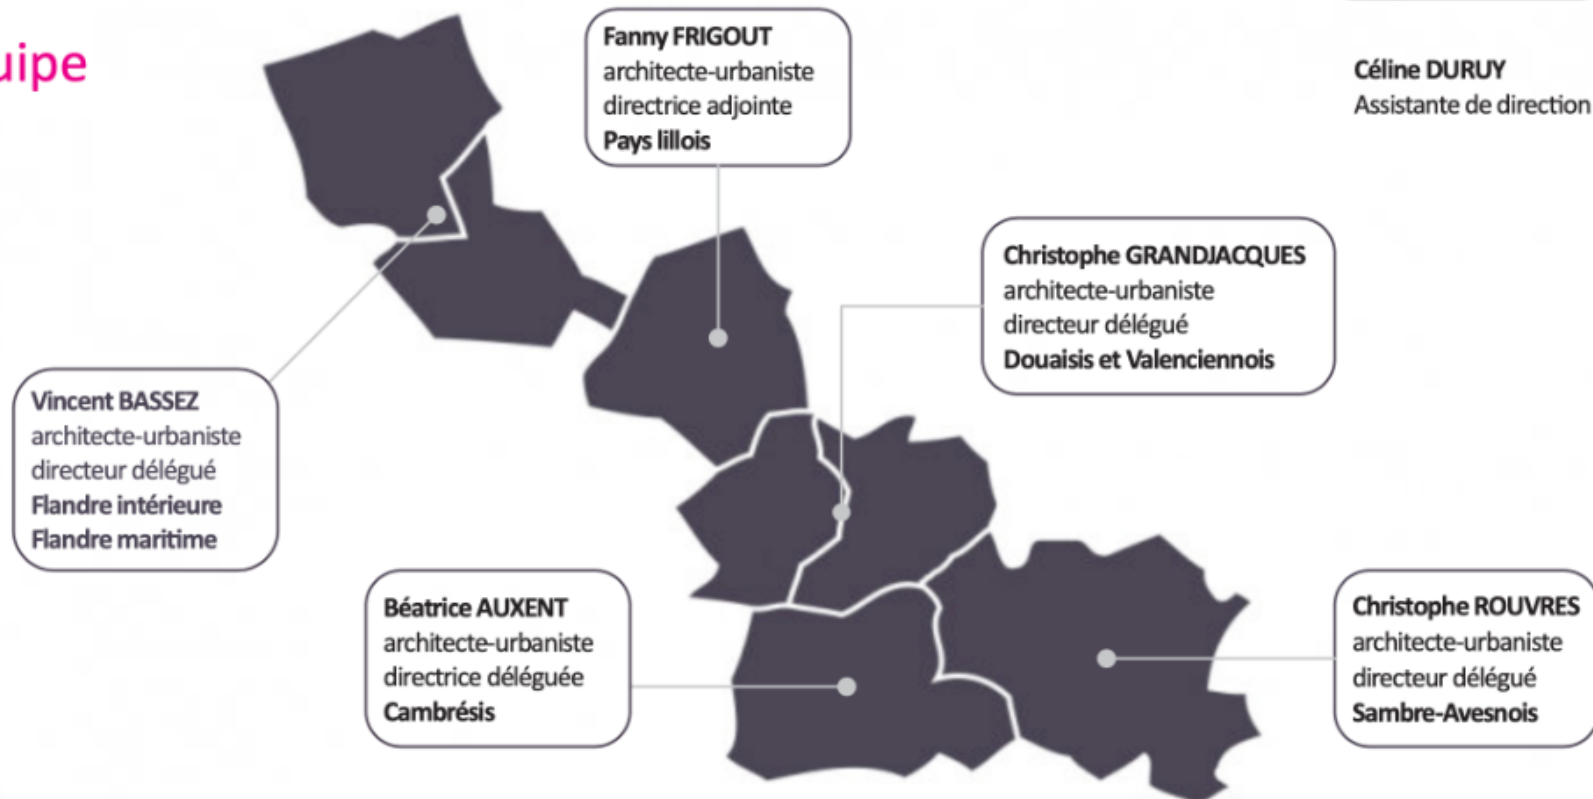 uipe
Fanny FRIGOUT
architecte-urbaniste
directrice adjointe
Pays lillois
Céline DURUY
Assistante de direction
Christophe GRANDJACQUES
architecte-urbaniste
directeur délégué
Douaisis et Valenciennois
Vincent BASSEZ
architecte-urbaniste
directeur délégué
Flandre intérieure
Flandre maritime
Béatrice AUXENT
architecte-urbaniste
directrice déléguée
Cambrésis
Christophe ROUVRES
architecte-urbaniste
directeur délégué
Sambre-Avesnois